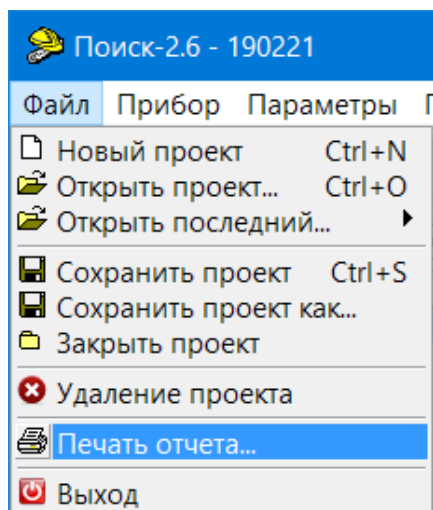 Поиск-2.6 - 190221
Файл Прибор Параметры
Новый проект Ctrl+N
Открыть проект... Ctrl+O
Открыть последний...
Сохранить проект Ctrl+S
Сохранить проект как...
Закрыть проект
Удаление проекта
Печать отчета...
Выход